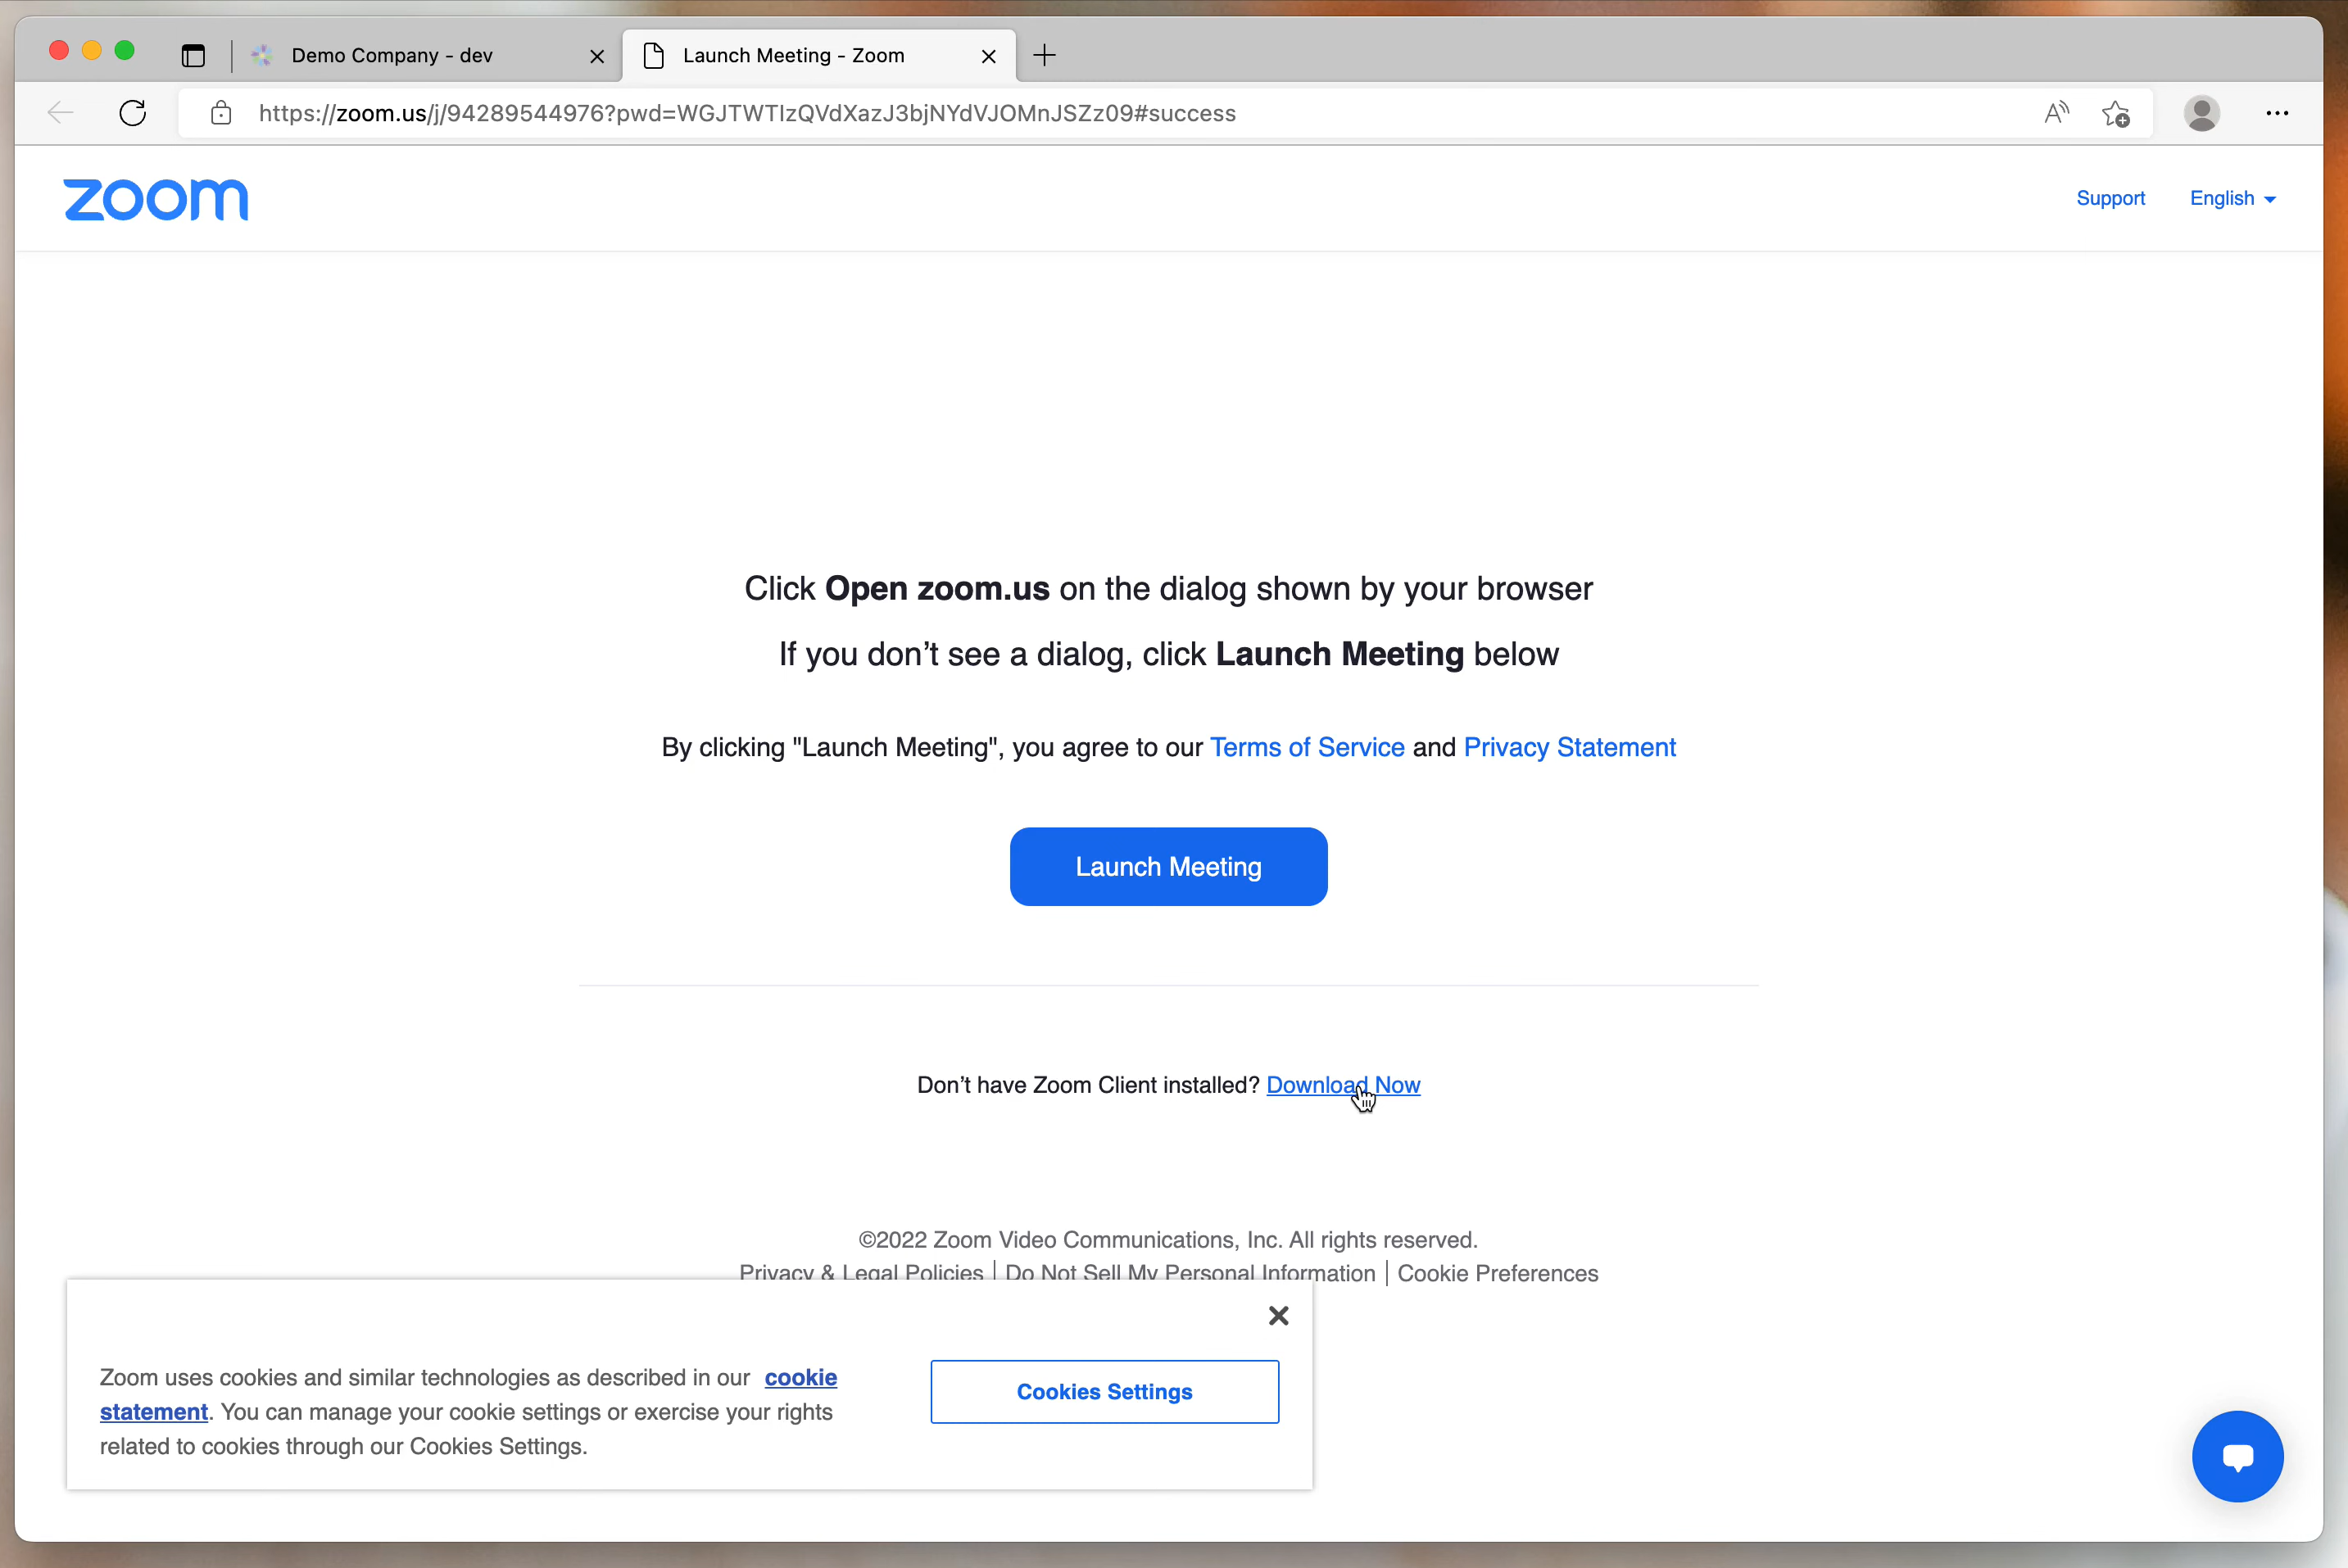 Demo Company - dev
Launch Meeting - Zoom
https://zoom.us/j/94289544976?pwd=WGJTWTIzQVdXazJ3bjNYdVJOMnJSZz09#success
zoom
Support
English
Click Open zoom.us on the dialog shown by your browser
If you don’t see a dialog, click Launch Meeting below
By clicking "Launch Meeting", you agree to our Terms of Service and Privacy Statement
Launch Meeting
Don’t have Zoom Client installed? Download Now
©2022 Zoom Video Communications, Inc. All rights reserved.
Privacy & Legal Policies | Do Not Sell My Personal Information | Cookie Preferences
Zoom uses cookies and similar technologies as described in our cookie
statement. You can manage your cookie settings or exercise your rights
related to cookies through our Cookies Settings.
Cookies Settings